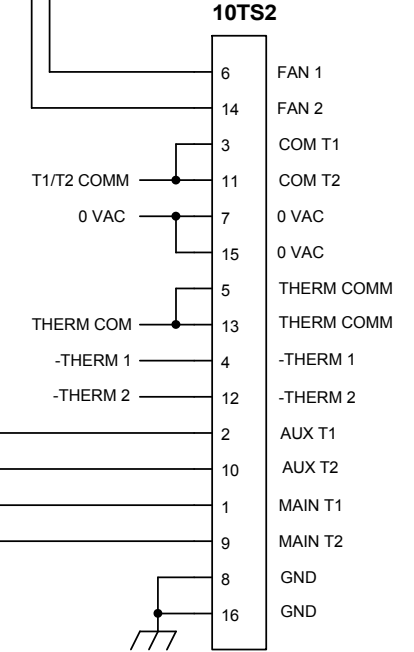 10TS2
6 FAN 1
14 FAN 2
3 COM T1
T1/T2 COMM 11 COM T2
0 VAC 7 0 VAC
15 0 VAC
5 THERM COMM
THERM COM 13 THERM COMM
-THERM 1 4 -THERM 1
-THERM 2 12 -THERM 2
2 AUX T1
10 AUX T2
1 MAIN T1
9 MAIN T2
8 GND
16 GND